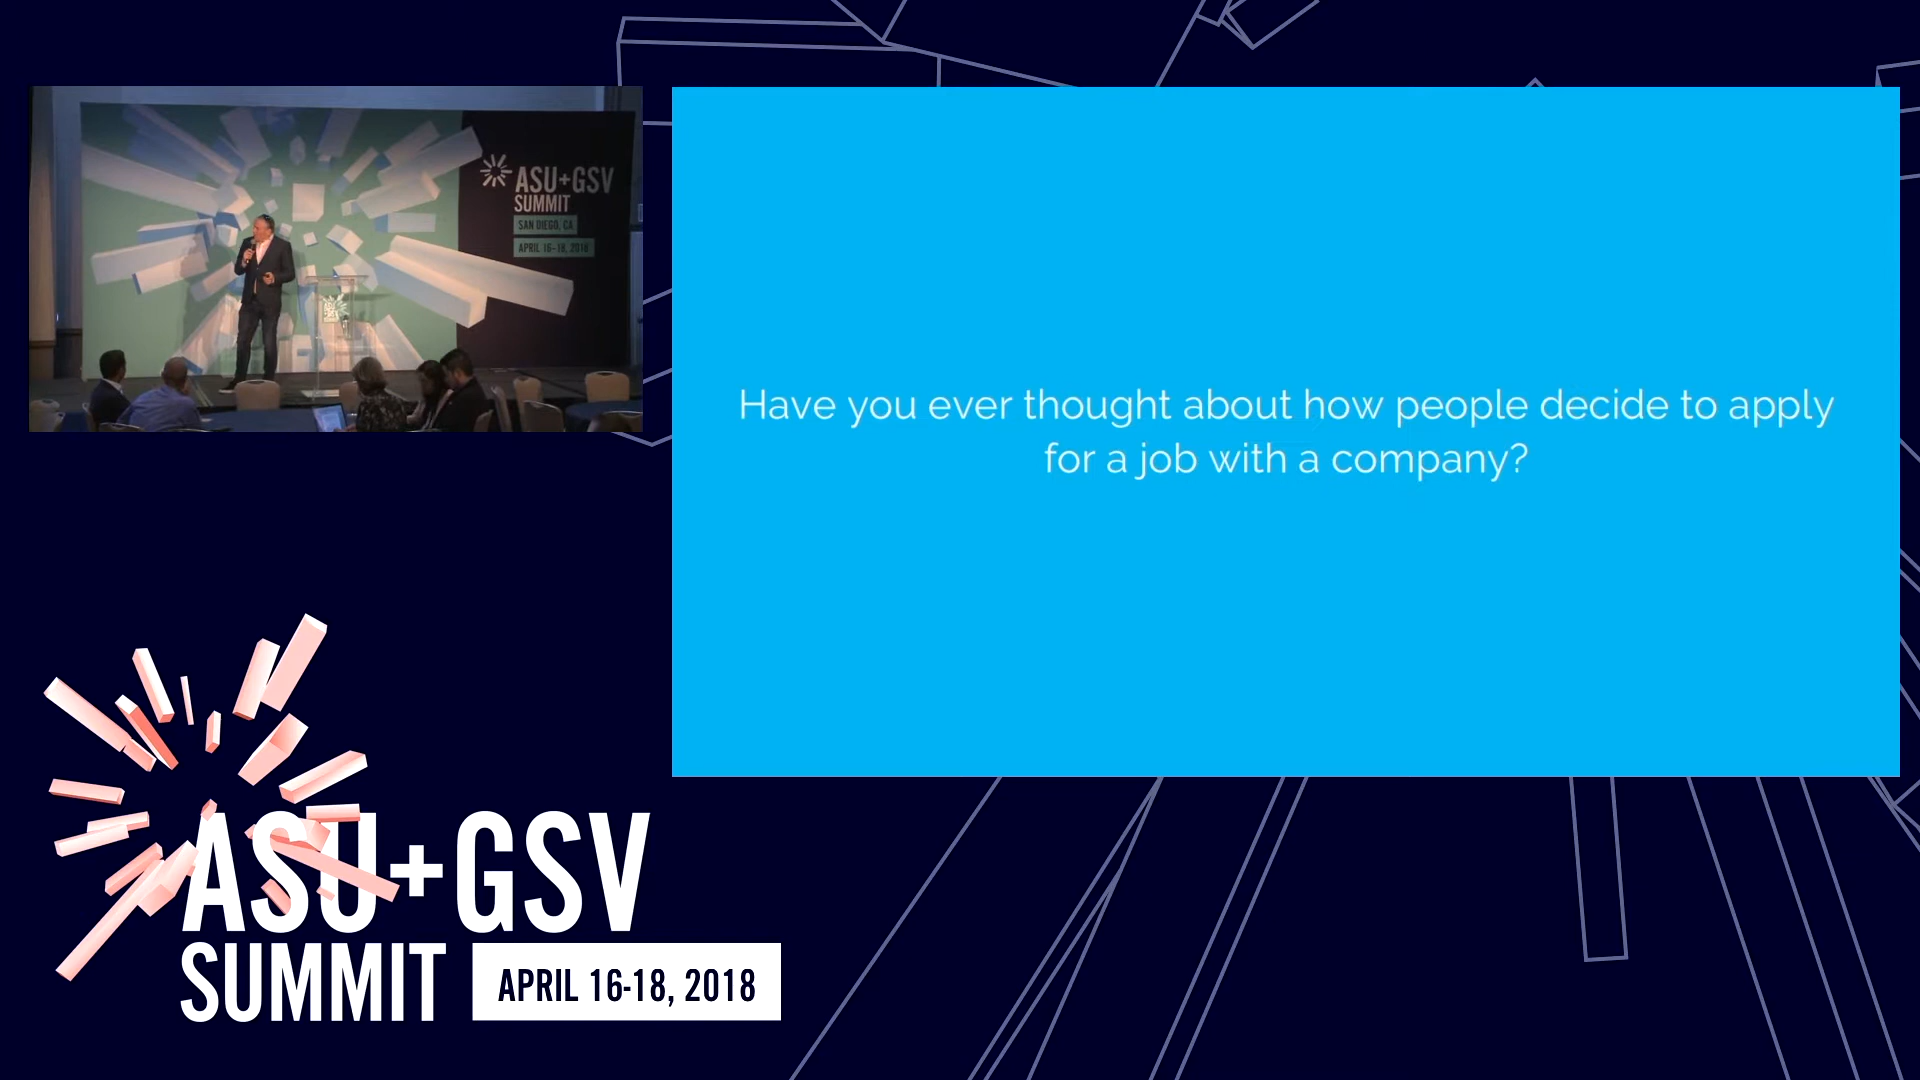 ASU+GSV
SUMMIT
SAN DIEGO, CA
APRIL 16-18, 2018
Have you ever thought about how people decide to apply
for a job with a company?
ASU+GSV
SUMMIT
APRIL 16-18, 2018